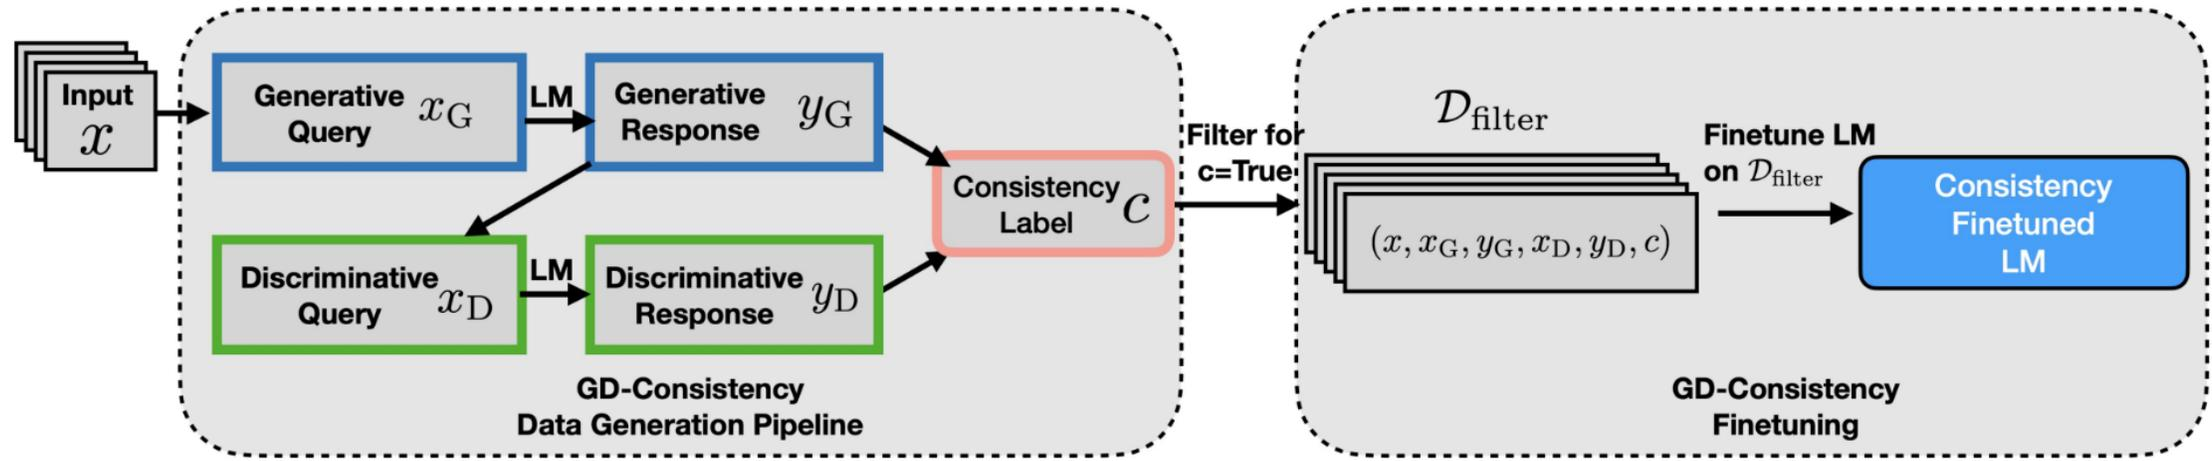 Input
x
Generative
Query x_G
LM
Generative
Response y_G
Discriminative
Query x_D
LM
Discriminative
Response y_D
Consistency
Label c
GD-Consistency
Data Generation Pipeline
Filter for
c=True
𝒟_filter
(x, x_G, y_G, x_D, y_D, c)
Finetune LM
on 𝒟_filter
Consistency
Finetuned
LM
GD-Consistency
Finetuning